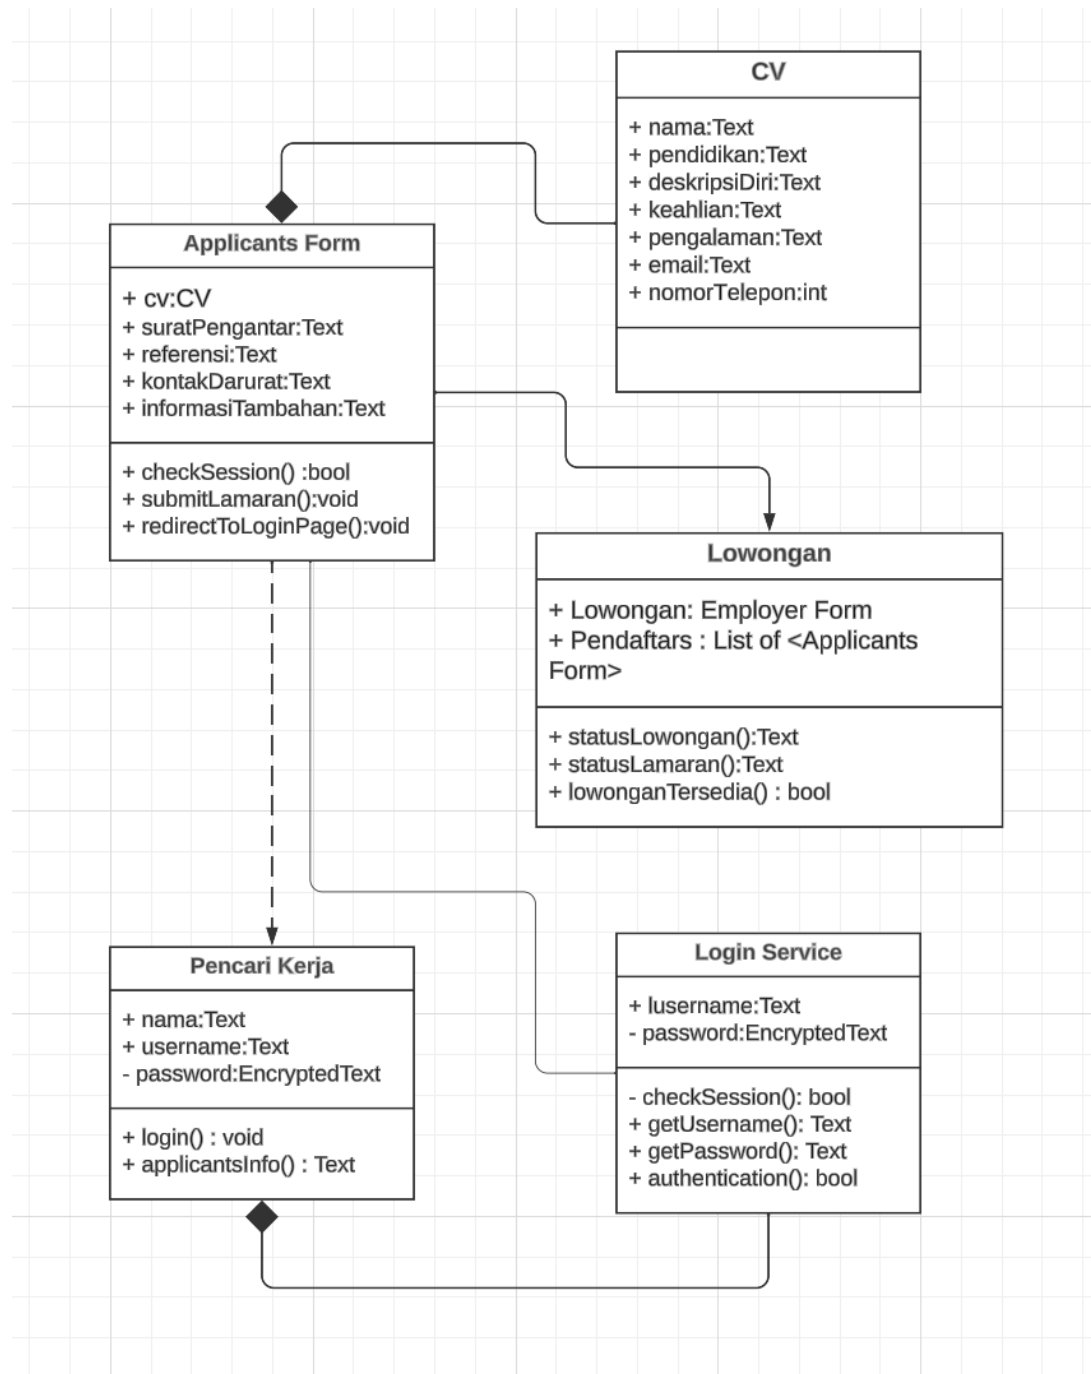 CV
+ nama:Text
+ pendidikan:Text
+ deskripsiDiri:Text
+ keahlian:Text
+ pengalaman:Text
+ email:Text
+ nomorTelepon:int
Applicants Form
+ cv:CV
+ suratPengantar:Text
+ referensi:Text
+ kontakDarurat:Text
+ informasiTambahan:Text
+ checkSession() :bool
+ submitLamaran():void
+ redirectToLoginPage():void
Lowongan
+ Lowongan: Employer Form
+ Pendaftars : List of <Applicants
Form>
+ statusLowongan():Text
+ statusLamaran():Text
+ lowonganTersedia() : bool
Pencari Kerja
+ nama:Text
+ username:Text
- password:EncryptedText
+ login() : void
+ applicantsInfo() : Text
Login Service
+ lusername:Text
- password:EncryptedText
- checkSession(): bool
+ getUsername(): Text
+ getPassword(): Text
+ authentication(): bool